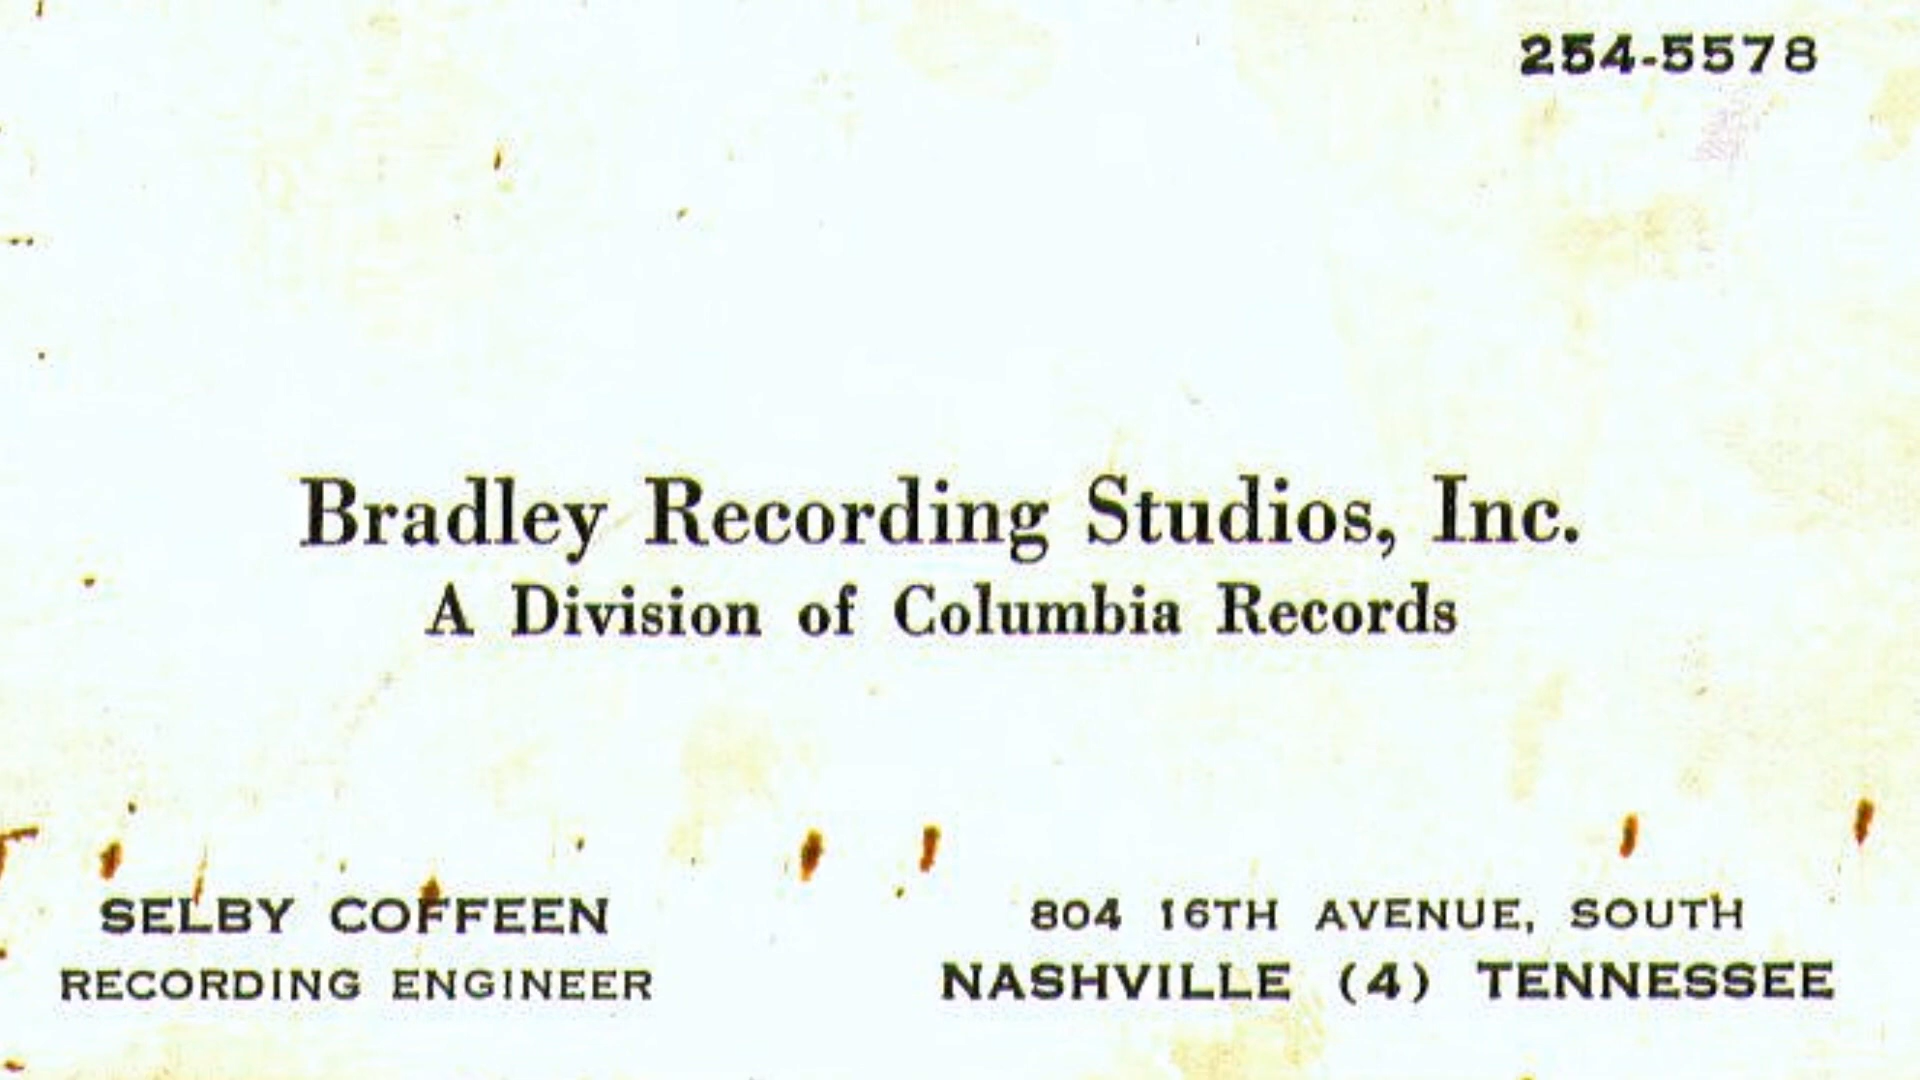 254-5578
Bradley Recording Studios, Inc.
A Division of Columbia Records
SELBY COFFEEN
RECORDING ENGINEER
804 16TH AVENUE, SOUTH
NASHVILLE (4) TENNESSEE